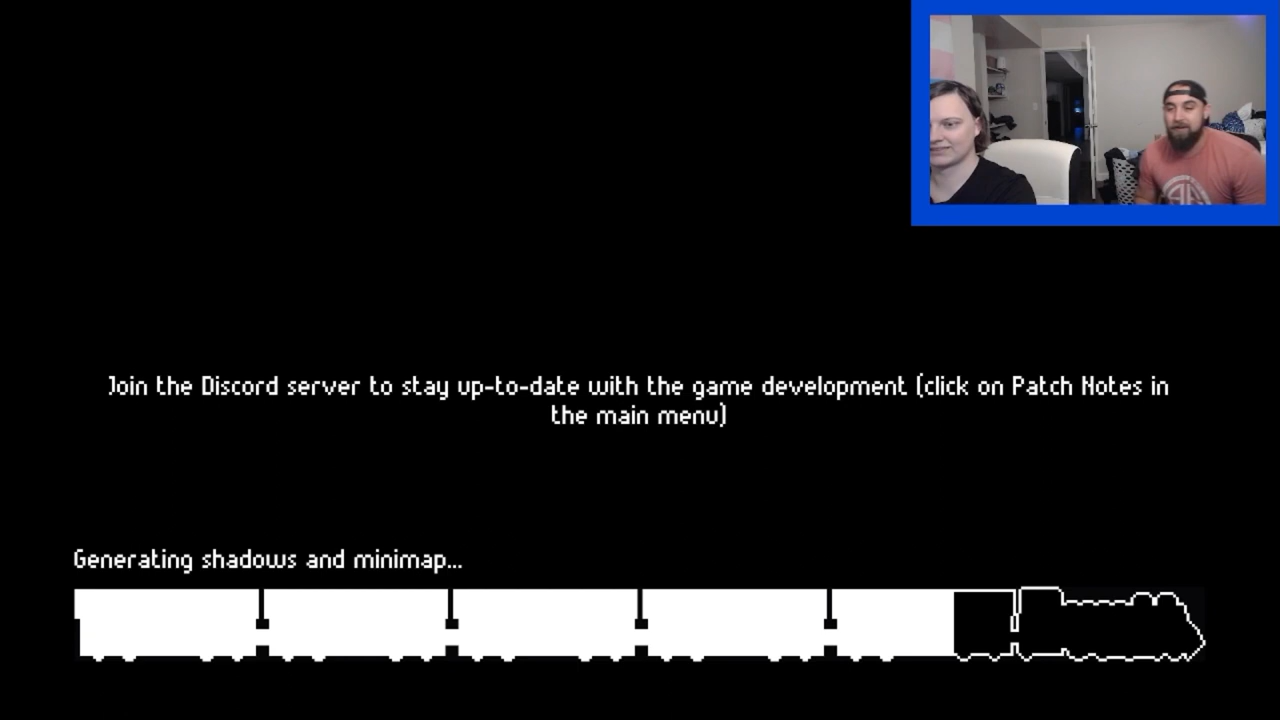 Join the Discord server to stay up-to-date with the game development (click on Patch Notes in
the main menu)
Generating shadows and minimap...